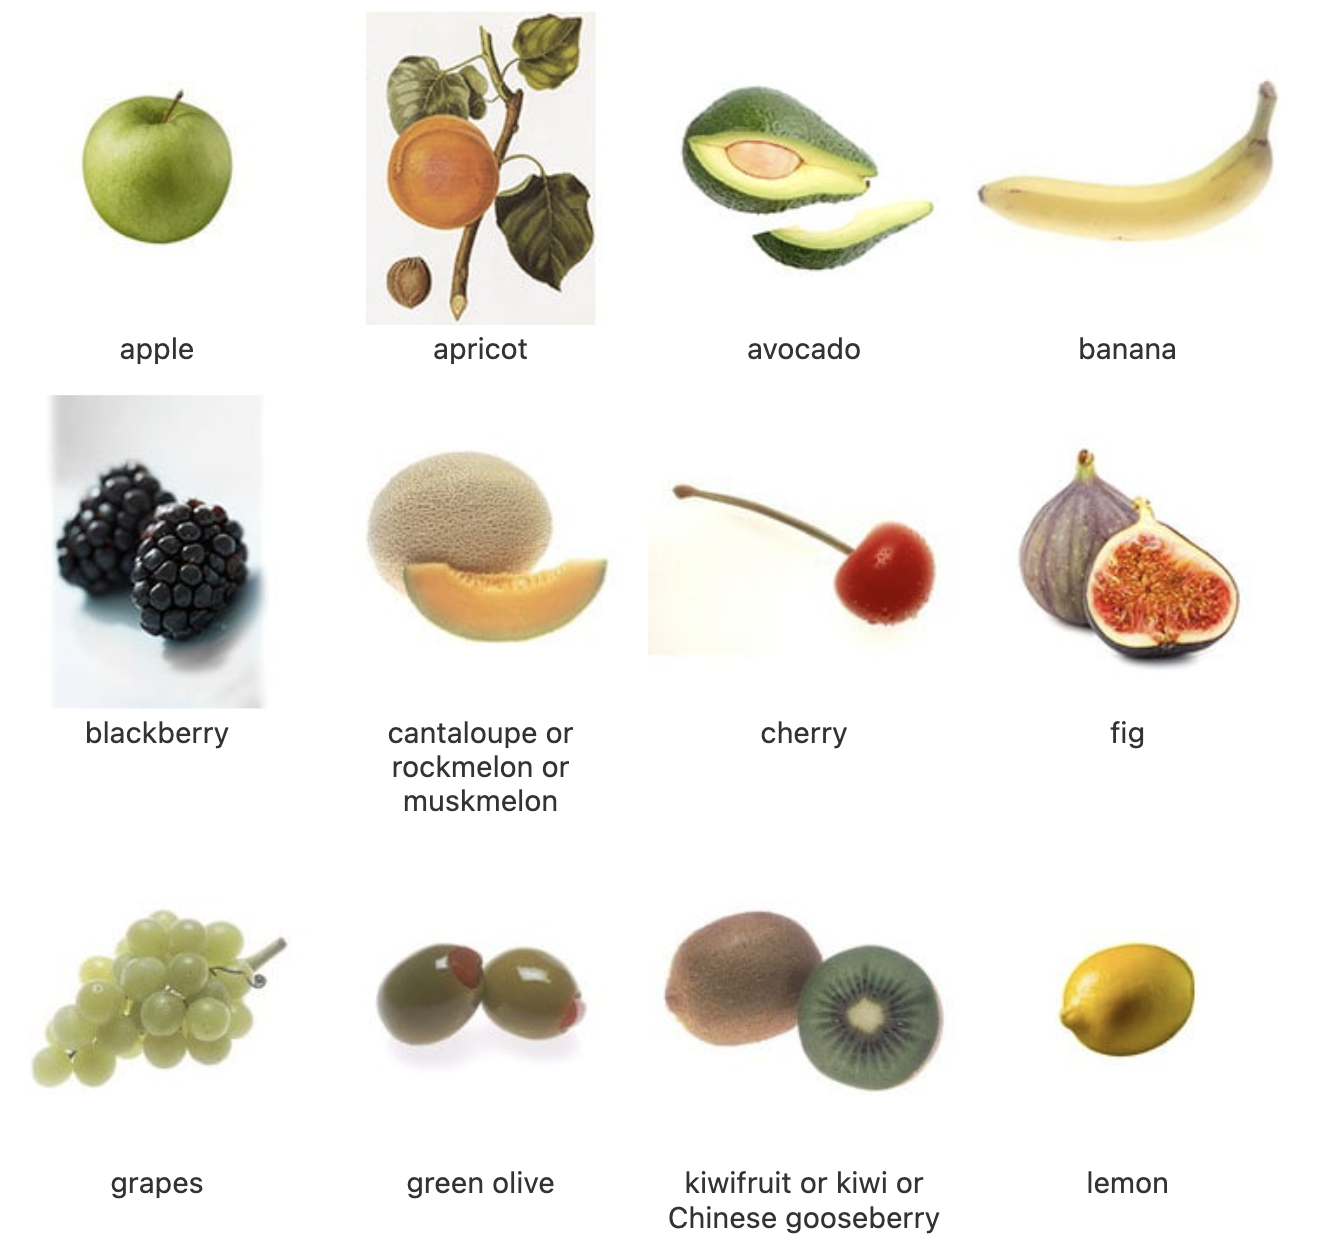 apple
apricot
avocado
banana
blackberry
cantaloupe or
rockmelon or
muskmelon
cherry
fig
grapes
green olive
kiwifruit or kiwi or
Chinese gooseberry
lemon